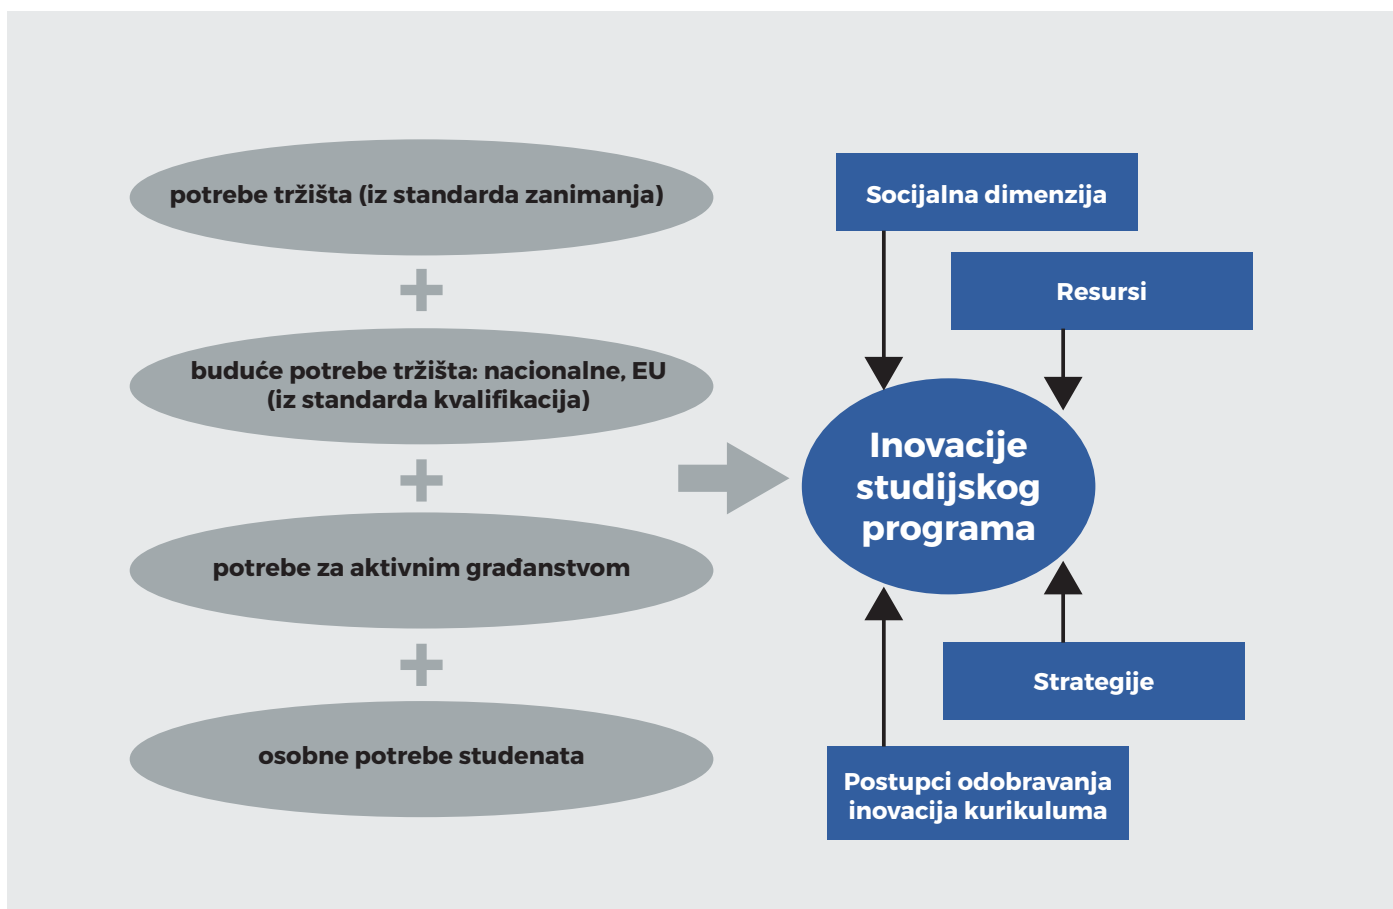 potrebe tržišta (iz standarda zanimanja)
+
buduće potrebe tržišta: nacionalne, EU
(iz standarda kvalifikacija)
+
potrebe za aktivnim građanstvom
+
osobne potrebe studenata
Socijalna dimenzija
Resursi
Inovacije
studijskog
programa
Strategije
Postupci odobravanja
inovacija kurikuluma